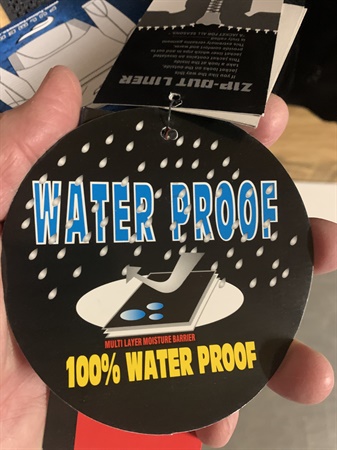 ZIP-OUT LINER
WATER PROOF
MULTI LAYER MOISTURE BARRIER
100% WATER PROOF